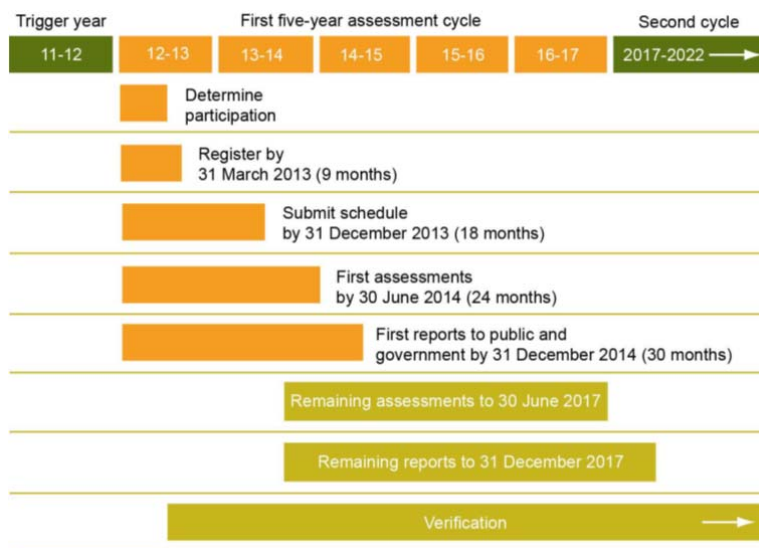 Trigger year
First five-year assessment cycle
Second cycle
11-12
12-13
13-14
14-15
15-16
16-17
2017-2022
Determine
participation
Register by
31 March 2013 (9 months)
Submit schedule
by 31 December 2013 (18 months)
First assessments
by 30 June 2014 (24 months)
First reports to public and
government by 31 December 2014 (30 months)
Remaining assessments to 30 June 2017
Remaining reports to 31 December 2017
Verification